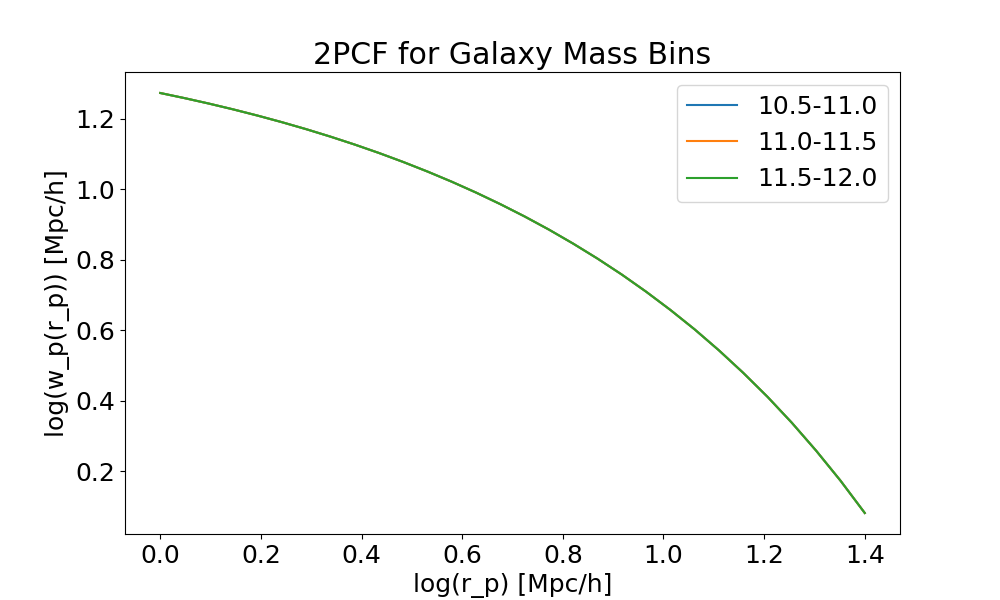 2PCF for Galaxy Mass Bins
10.5-11.0
11.0-11.5
11.5-12.0
log(w_p(r_p)) [Mpc/h]
1.2
1.0
0.8
0.6
0.4
0.2
0.0 0.2 0.4 0.6 0.8 1.0 1.2 1.4
log(r_p) [Mpc/h]